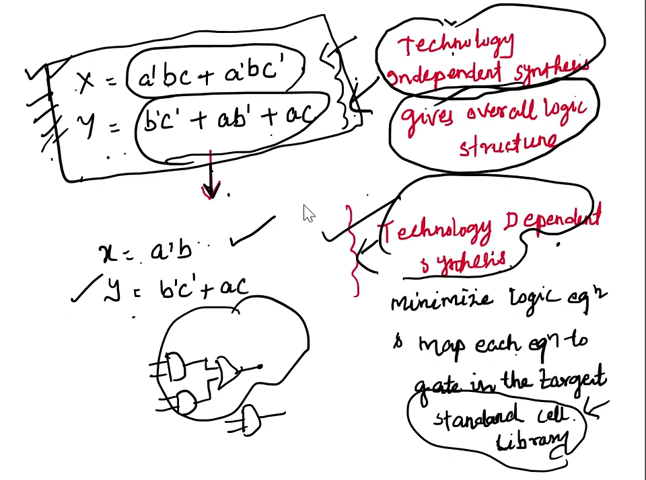 X = a'bc + a'bc'
Y = b'c' + ab' + ac
Technology
independent synthesis
gives overall logic
structure
x = a'b
Y = b'c' + ac
Technology Dependent
synthesis
minimize logic eqⁿ
& map each eqⁿ to
gate in the target
standard cell
Library